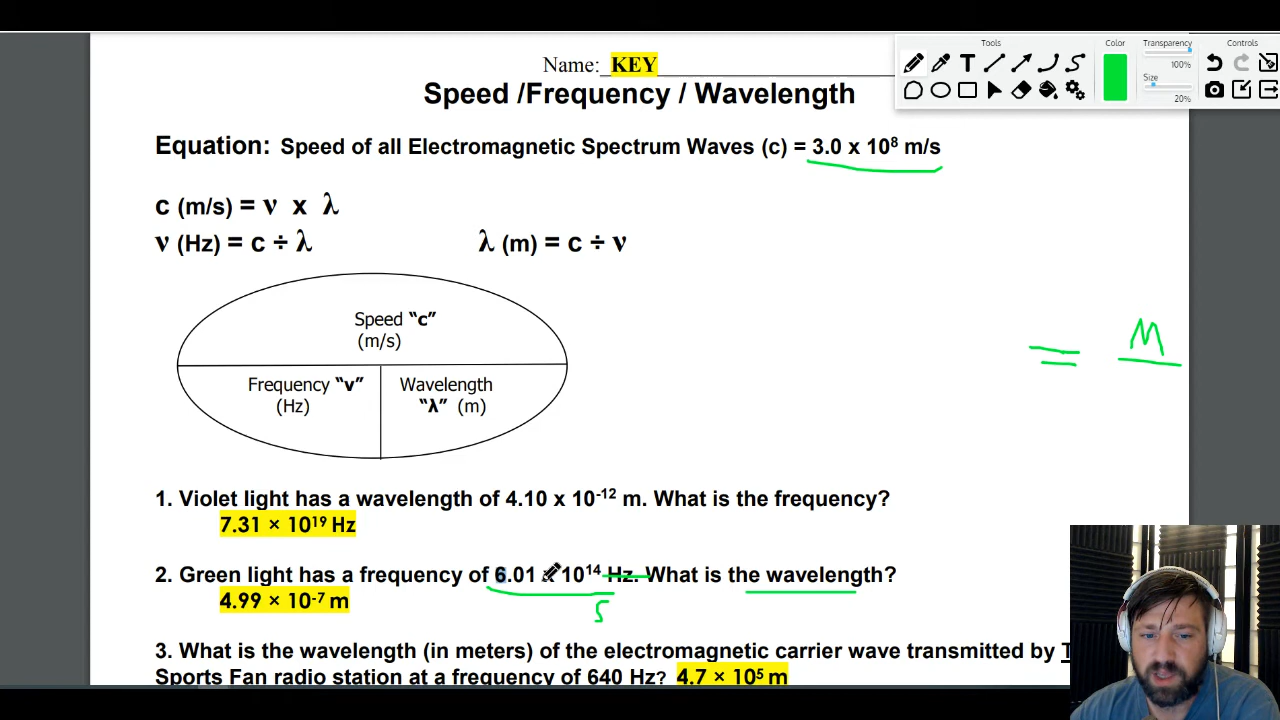 Name: KEY
Tools Color Transparency Controls
100%
Size
20%
Speed /Frequency / Wavelength
Equation: Speed of all Electromagnetic Spectrum Waves (c) = 3.0 x 10⁸ m/s
c (m/s) = ν x λ
ν (Hz) = c ÷ λ λ (m) = c ÷ ν
Speed “c”
(m/s)
Frequency “v” Wavelength
(Hz) “λ” (m)
= M
1. Violet light has a wavelength of 4.10 x 10⁻¹² m. What is the frequency?
7.31 × 10¹⁹ Hz
2. Green light has a frequency of 6.01 x 10¹⁴ Hz. What is the wavelength?
4.99 × 10⁻⁷ m
s
3. What is the wavelength (in meters) of the electromagnetic carrier wave transmitted by T
Sports Fan radio station at a frequency of 640 Hz? 4.7 × 10⁵ m